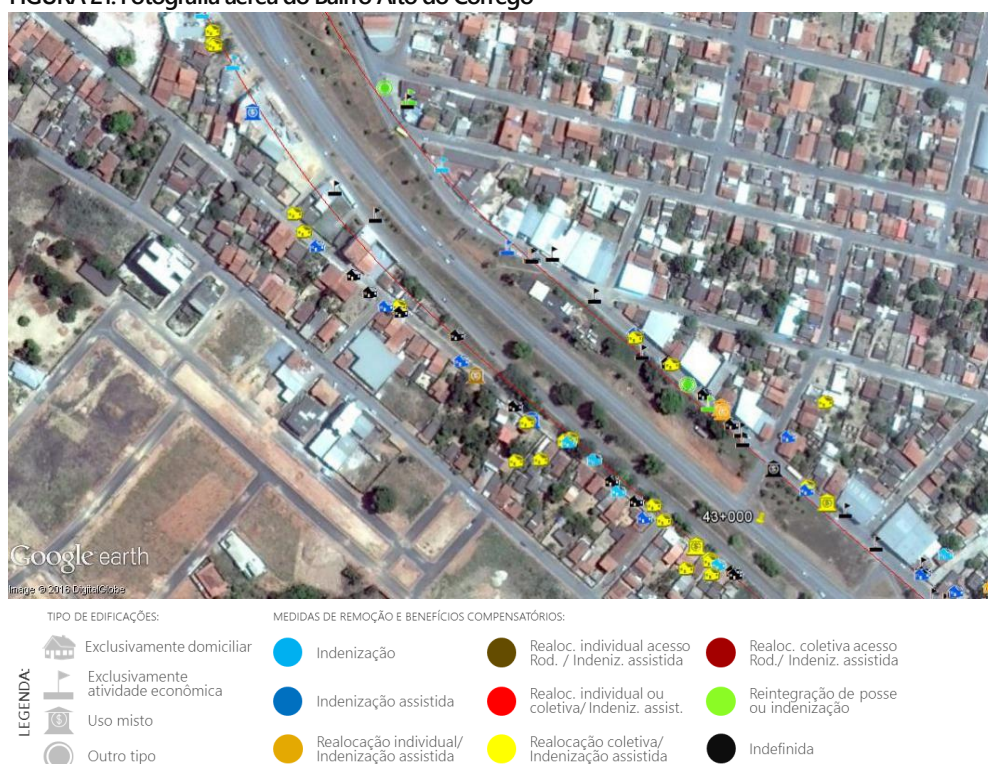 FIGURA 21: Fotografia aérea do Bairro Alto do Córrego
43+000
Google earth
Image © 2016 DigitalGlobe
LEGENDA:
TIPO DE EDIFICAÇÕES:
Exclusivamente domiciliar
Exclusivamente
atividade econômica
Uso misto
Outro tipo
MEDIDAS DE REMOÇÃO E BENEFÍCIOS COMPENSATÓRIOS:
Indenização
Indenização assistida
Realocação individual/
Indenização assistida
Realoc. individual acesso
Rod. / Indeniz. assistida
Realoc. individual ou
coletiva/ Indeniz. assist.
Realocação coletiva/
Indenização assistida
Realoc. coletiva acesso
Rod./ Indeniz. assistida
Reintegração de posse
ou indenização
Indefinida